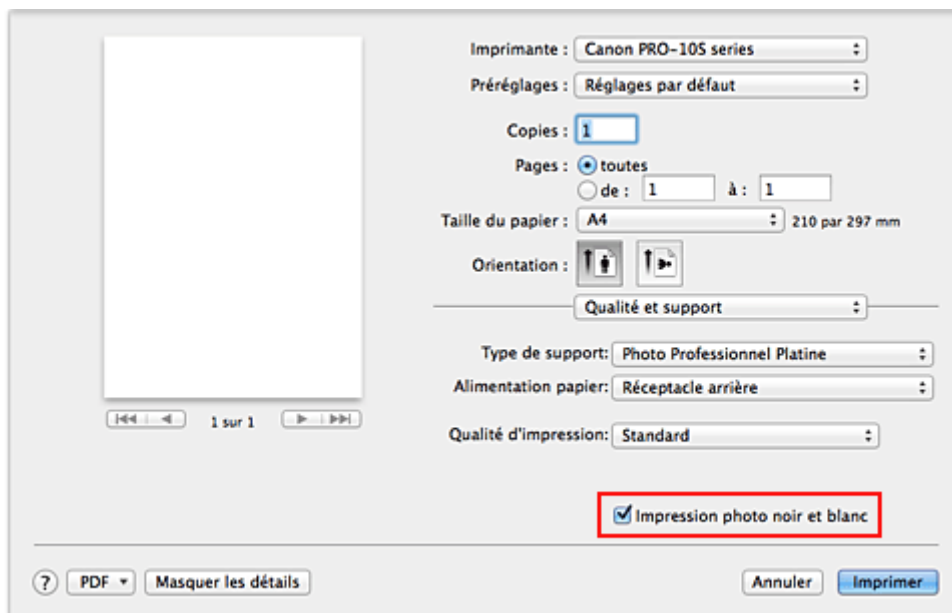 Imprimante : Canon PRO-10S series
Préréglages : Réglages par défaut
Copies : 1
Pages : toutes
de : 1 à : 1
Taille du papier : A4 210 par 297 mm
Orientation :
Qualité et support
Type de support: Photo Professionnel Platine
Alimentation papier: Réceptacle arrière
1 sur 1
Qualité d'impression: Standard
Impression photo noir et blanc
? PDF Masquer les détails Annuler Imprimer